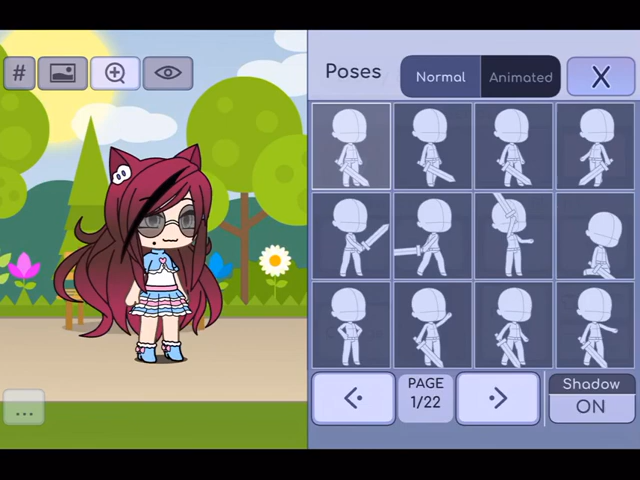 #
Poses
Normal
Animated
X
...
PAGE
1/22
Shadow
ON